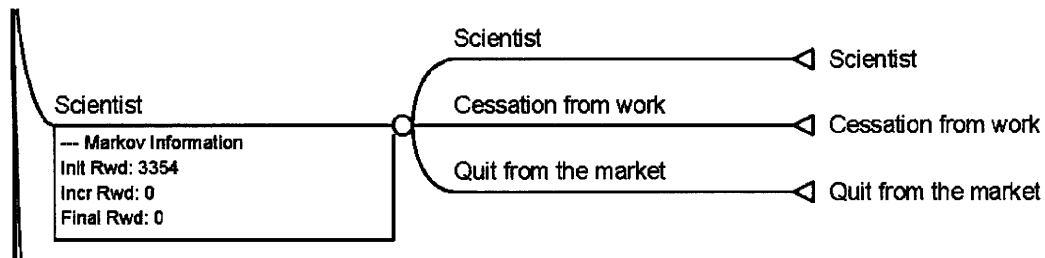 Scientist
Scientist
Scientist
Cessation from work
Cessation from work
--- Markov Information
Init Rwd: 3354
Incr Rwd: 0
Final Rwd: 0
Quit from the market
Quit from the market